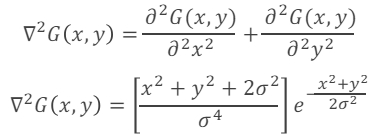 ∇²G(x, y) = ∂²G(x, y)/∂²x² + ∂²G(x, y)/∂²y²
∇²G(x, y) = [x² + y² + 2σ²/σ⁴] e^−(x²+y²/2σ²)